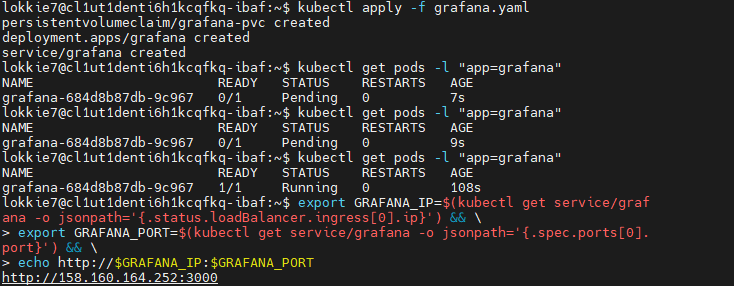 lokkie7@cl1ut1denti6h1kcqfkq-ibaf:~$ kubectl apply -f grafana.yaml
persistentvolumeclaim/grafana-pvc created
deployment.apps/grafana created
service/grafana created
lokkie7@cl1ut1denti6h1kcqfkq-ibaf:~$ kubectl get pods -l "app=grafana"
NAME READY STATUS RESTARTS AGE
grafana-684d8b87db-9c967 0/1 Pending 0 7s
lokkie7@cl1ut1denti6h1kcqfkq-ibaf:~$ kubectl get pods -l "app=grafana"
NAME READY STATUS RESTARTS AGE
grafana-684d8b87db-9c967 0/1 Pending 0 9s
lokkie7@cl1ut1denti6h1kcqfkq-ibaf:~$ kubectl get pods -l "app=grafana"
NAME READY STATUS RESTARTS AGE
grafana-684d8b87db-9c967 1/1 Running 0 108s
lokkie7@cl1ut1denti6h1kcqfkq-ibaf:~$ export GRAFANA_IP=$(kubectl get service/graf
ana -o jsonpath='{.status.loadBalancer.ingress[0].ip}') && \
> export GRAFANA_PORT=$(kubectl get service/grafana -o jsonpath='{.spec.ports[0].
port}') && \
> echo http://$GRAFANA_IP:$GRAFANA_PORT
http://158.160.164.252:3000